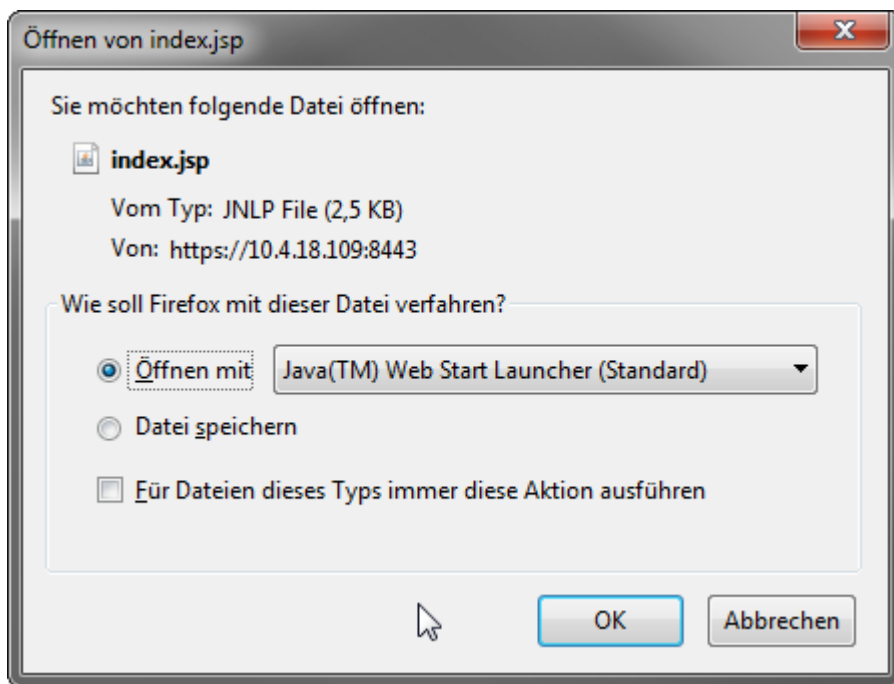 Öffnen von index.jsp
Sie möchten folgende Datei öffnen:
index.jsp
Vom Typ: JNLP File (2,5 KB)
Von: https://10.4.18.109:8443
Wie soll Firefox mit dieser Datei verfahren?
Öffnen mit Java(TM) Web Start Launcher (Standard)
Datei speichern
Für Dateien dieses Typs immer diese Aktion ausführen
OK Abbrechen